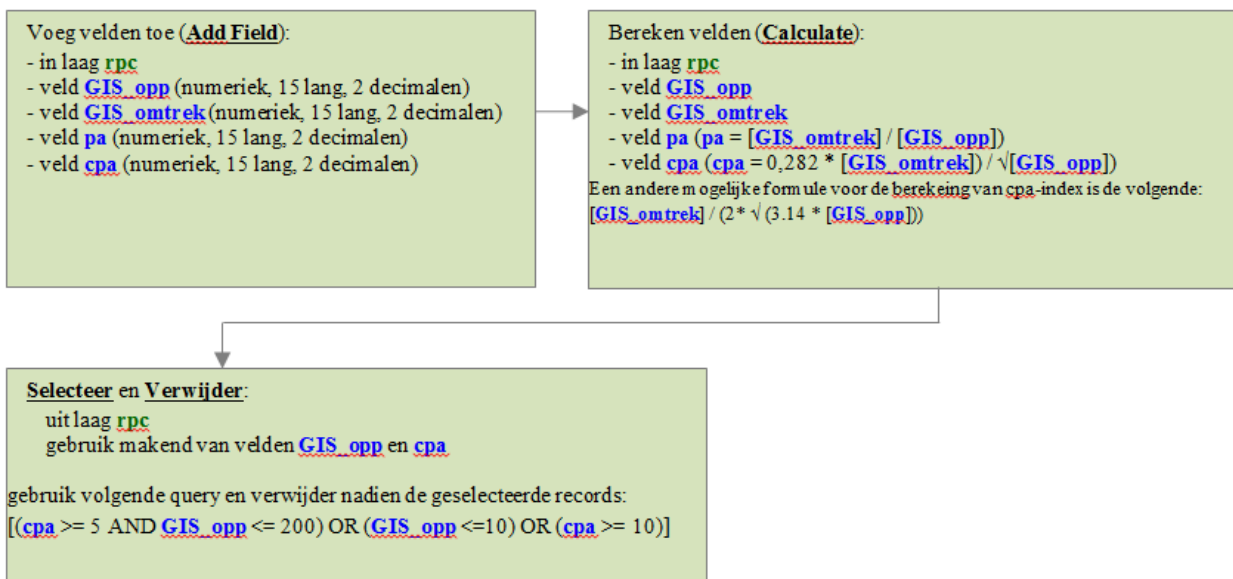 Voeg velden toe (Add Field):
- in laag rpc
- veld GIS_opp (numeriek, 15 lang, 2 decimalen)
- veld GIS_omtrek (numeriek, 15 lang, 2 decimalen)
- veld pa (numeriek, 15 lang, 2 decimalen)
- veld cpa (numeriek, 15 lang, 2 decimalen)
Bereken velden (Calculate):
- in laag rpc
- veld GIS_opp
- veld GIS_omtrek
- veld pa (pa = [GIS_omtrek] / [GIS_opp])
- veld cpa (cpa = 0,282 * [GIS_omtrek]) / √[GIS_opp])
Een andere mogelijke formule voor de berekeing van cpa-index is de volgende:
[GIS_omtrek] / (2* √ (3.14 * [GIS_opp]))
Selecteer en Verwijder:
uit laag rpc
gebruik makend van velden GIS_opp en cpa
gebruik volgende query en verwijder nadien de geselecteerde records:
[(cpa >= 5 AND GIS_opp <= 200) OR (GIS_opp <=10) OR (cpa >= 10)]